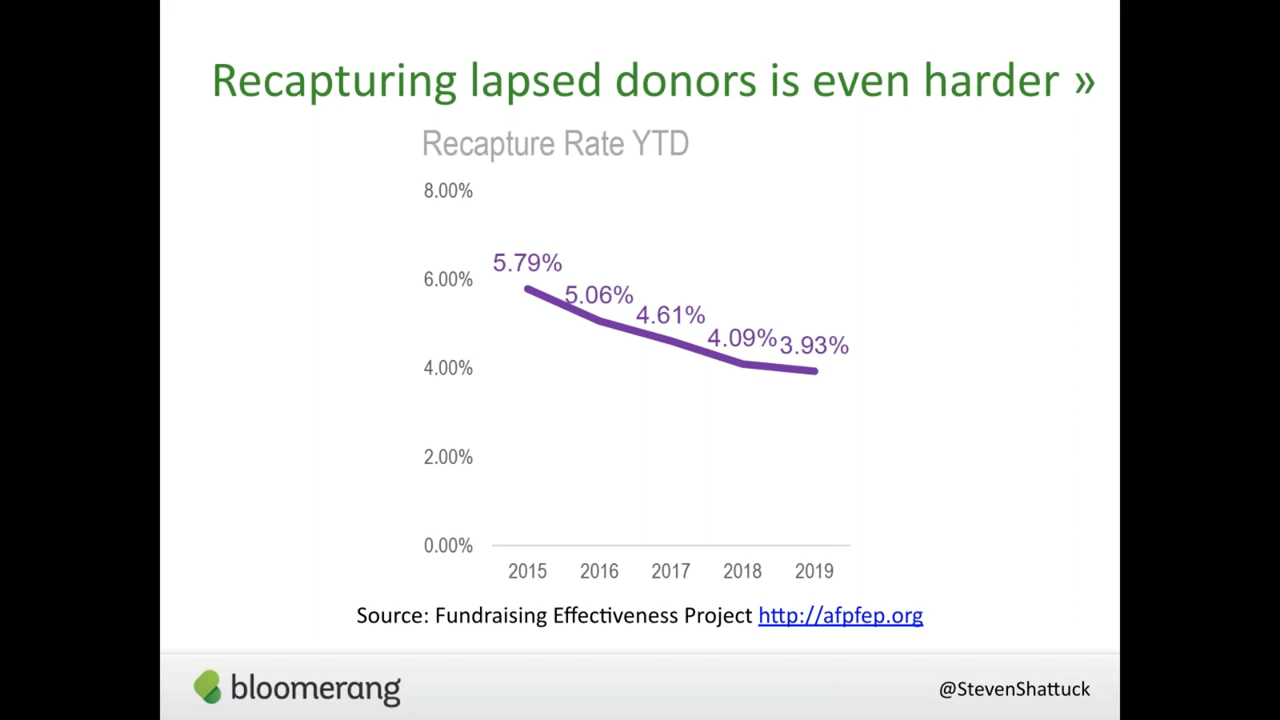 Recapturing lapsed donors is even harder »
Recapture Rate YTD
8.00%
6.00%
4.00%
2.00%
0.00%
5.79%
5.06%
4.61%
4.09%
3.93%
2015 2016 2017 2018 2019
Source: Fundraising Effectiveness Project http://afpfep.org
bloomerang
@StevenShattuck